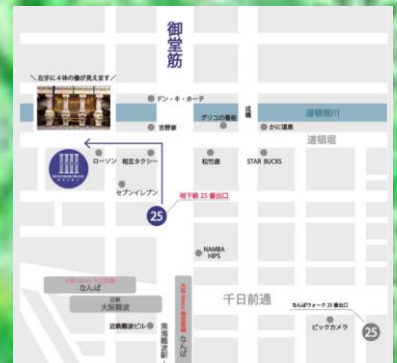 御堂筋
＼左手に4体の像が見えます／
ドン・キ・ホーテ
グリコの看板
戎橋
道頓堀川
吉野家
かに道楽
道頓堀
ローソン
相互タクシー
松竹座
STAR BUCKS
セブンイレブン
25
地下鉄 25 番出口
NAMBA
HIPS
なんば
近鉄
大阪難波
千日前通
なんばウォーク 25 番出口
近鉄難波ビル
南海難波駅
なんば
ビックカメラ
25